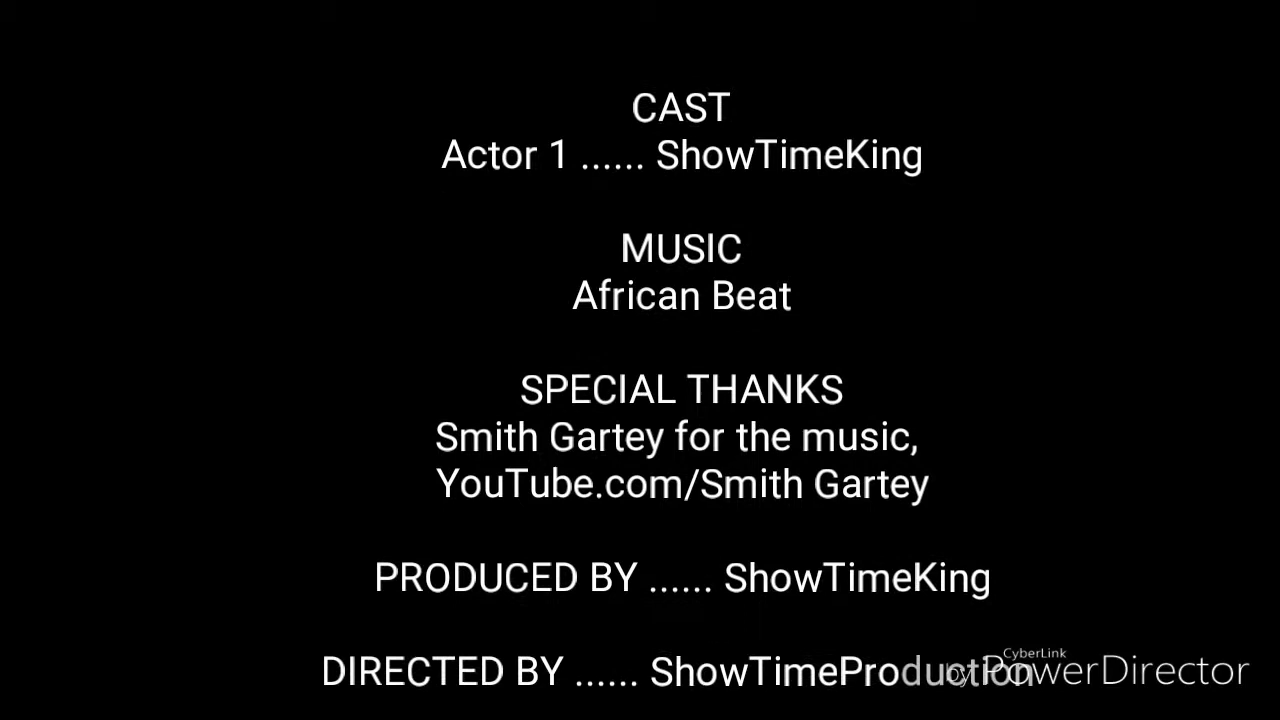 CAST
Actor 1 ...... ShowTimeKing
MUSIC
African Beat
SPECIAL THANKS
Smith Gartey for the music,
YouTube.com/Smith Gartey
PRODUCED BY ...... ShowTimeKing
DIRECTED BY ...... ShowTimeProduction
CyberLink
by PowerDirector